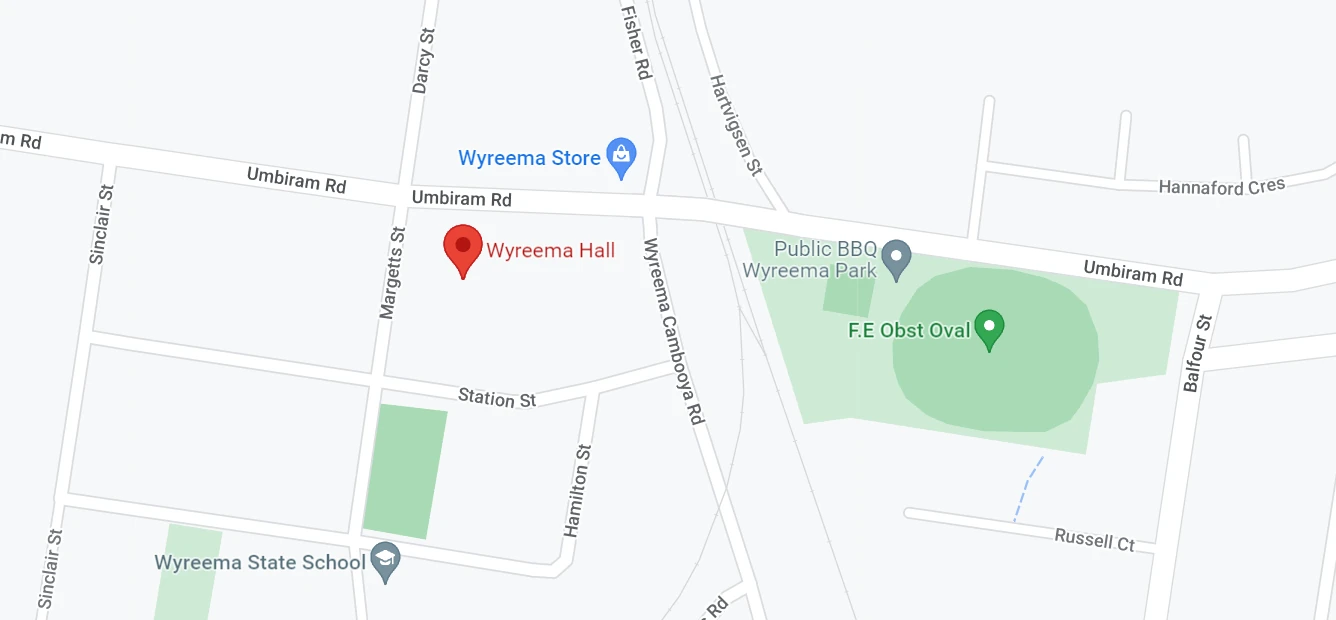 Darcy St
Fisher Rd
Hartvigsen St
m Rd
Wyreema Store
Umbiram Rd
Umbiram Rd
Hannaford Cres
Sinclair St
Margetts St
Wyreema Hall
Wyreema Cambooya Rd
Public BBQ
Wyreema Park
Umbiram Rd
F.E Obst Oval
Balfour St
Station St
Hamilton St
Russell Ct
Wyreema State School
Sinclair St
s Rd